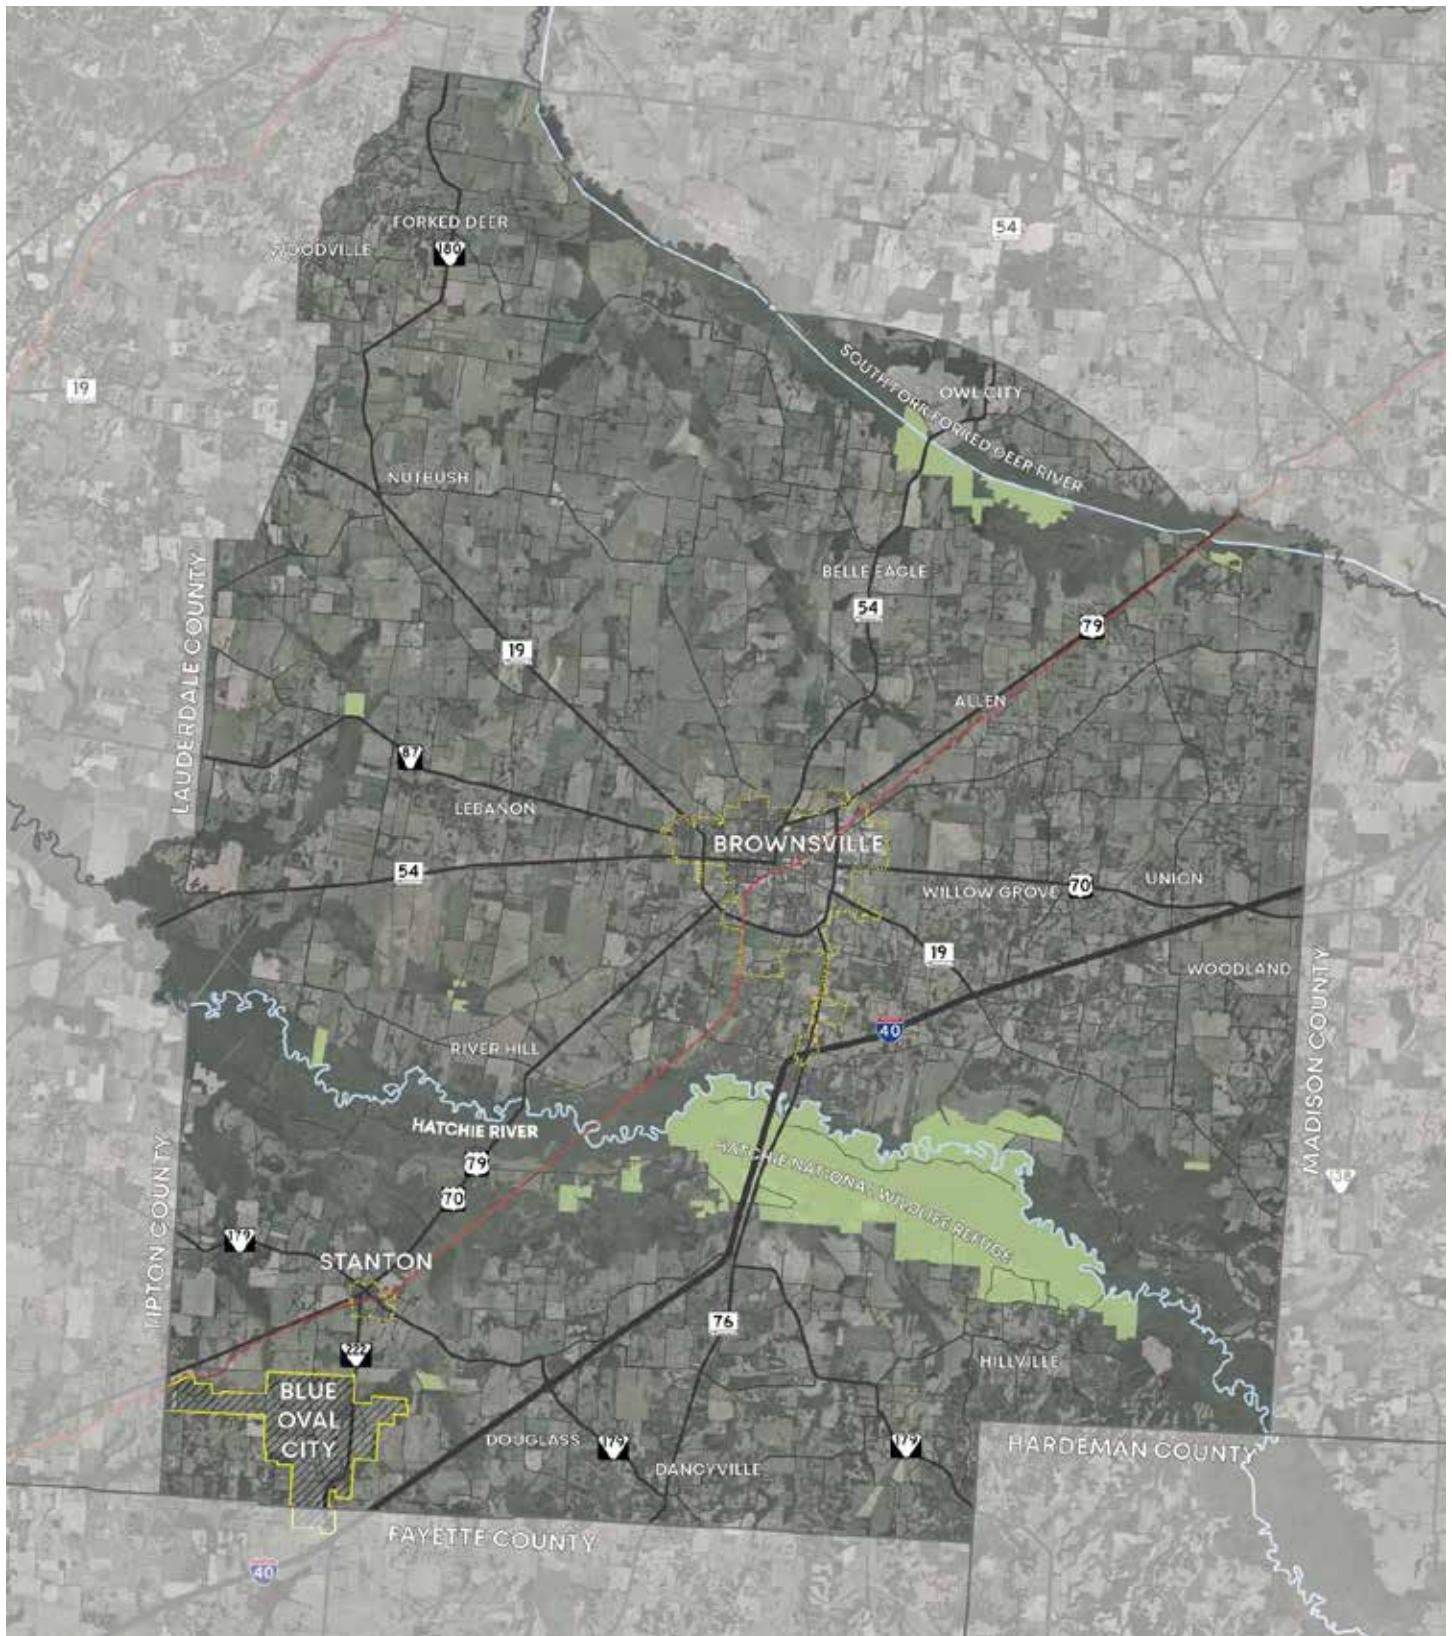 54
FORKED DEER
WOODVILLE
180
SOUTH FORK FORKED DEER RIVER
19
OWL CITY
NUTBUSH
BELLE EAGLE
54
79
19
LAUDERDALE COUNTY
ALLEN
87
LEBANON
BROWNSVILLE
54
WILLOW GROVE
70
UNION
19
WOODLAND
MADISON COUNTY
40
RIVER HILL
HATCHIE RIVER
HATCHIE NATIONAL WILDLIFE REFUGE
79
138
70
TIPTON COUNTY
179
STANTON
76
222
HILLVILLE
BLUE
OVAL
CITY
DOUGLASS
179
179
HARDEMAN COUNTY
DANCYVILLE
FAYETTE COUNTY
40